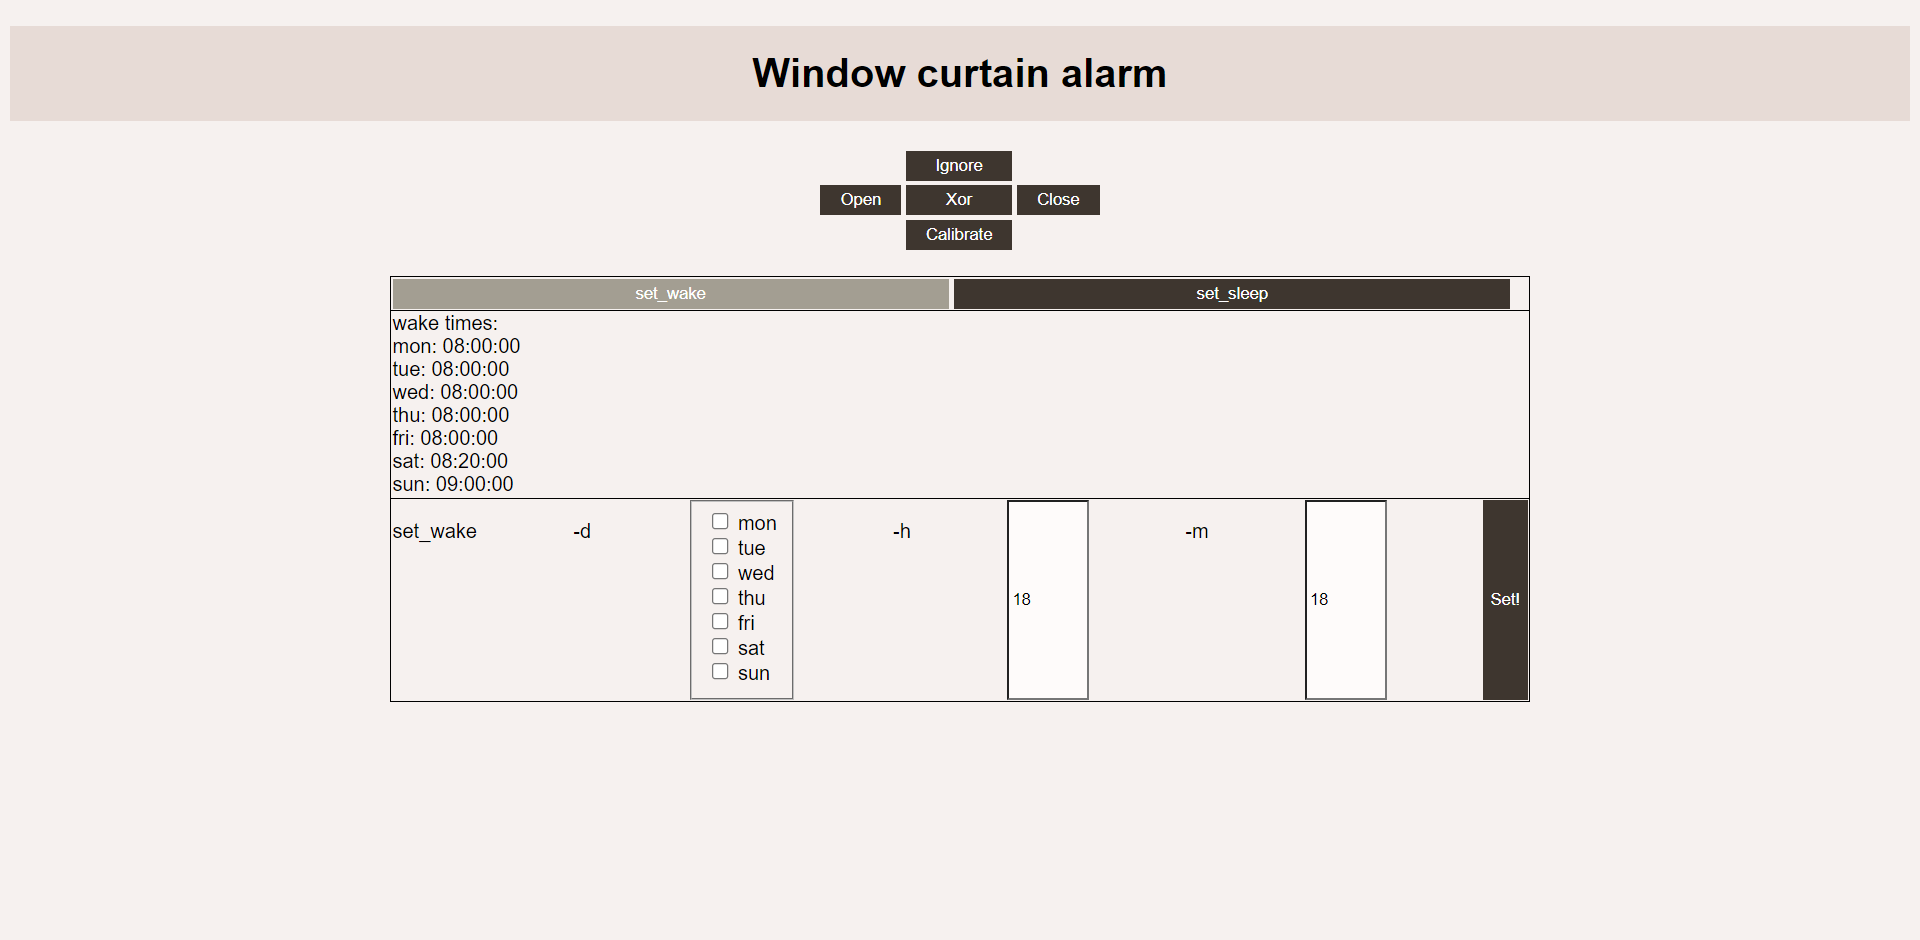 Window curtain alarm
Ignore
Open Xor Close
Calibrate
set_wake set_sleep
wake times:
mon: 08:00:00
tue: 08:00:00
wed: 08:00:00
thu: 08:00:00
fri: 08:00:00
sat: 08:20:00
sun: 09:00:00
set_wake -d
mon
tue
wed
thu
fri
sat
sun
-h
18
-m
18
Set!